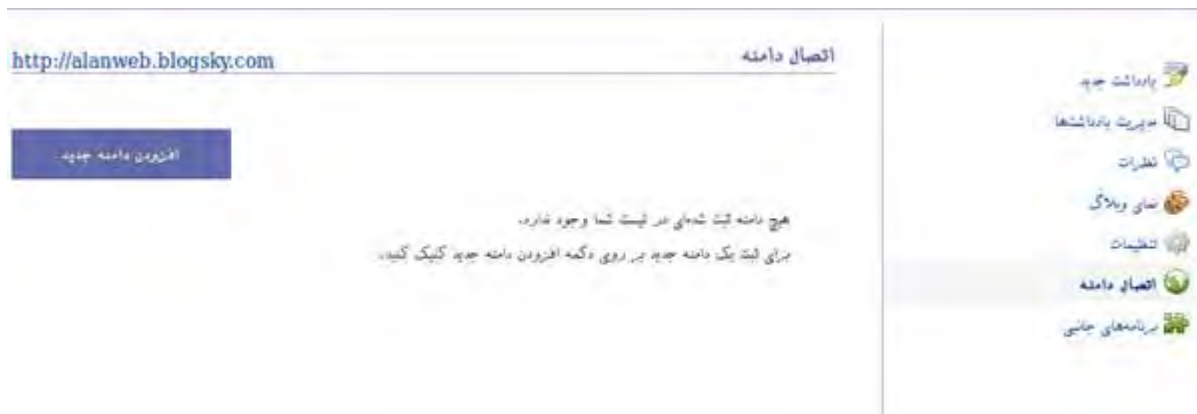 http://alanweb.blogsky.com
اتصال دامنه
افزودن دامنه جدید
هیچ دامنه ثبت شده‌ای در لیست شما وجود ندارد.
برای ثبت یک دامنه جدید بر روی دکمه افزودن دامنه جدید کلیک کنید.
یادداشت جدید
مدیریت یادداشتها
نظرات
نمای وبلاگ
تنظیمات
اتصال دامنه
برنامه‌های جانبی